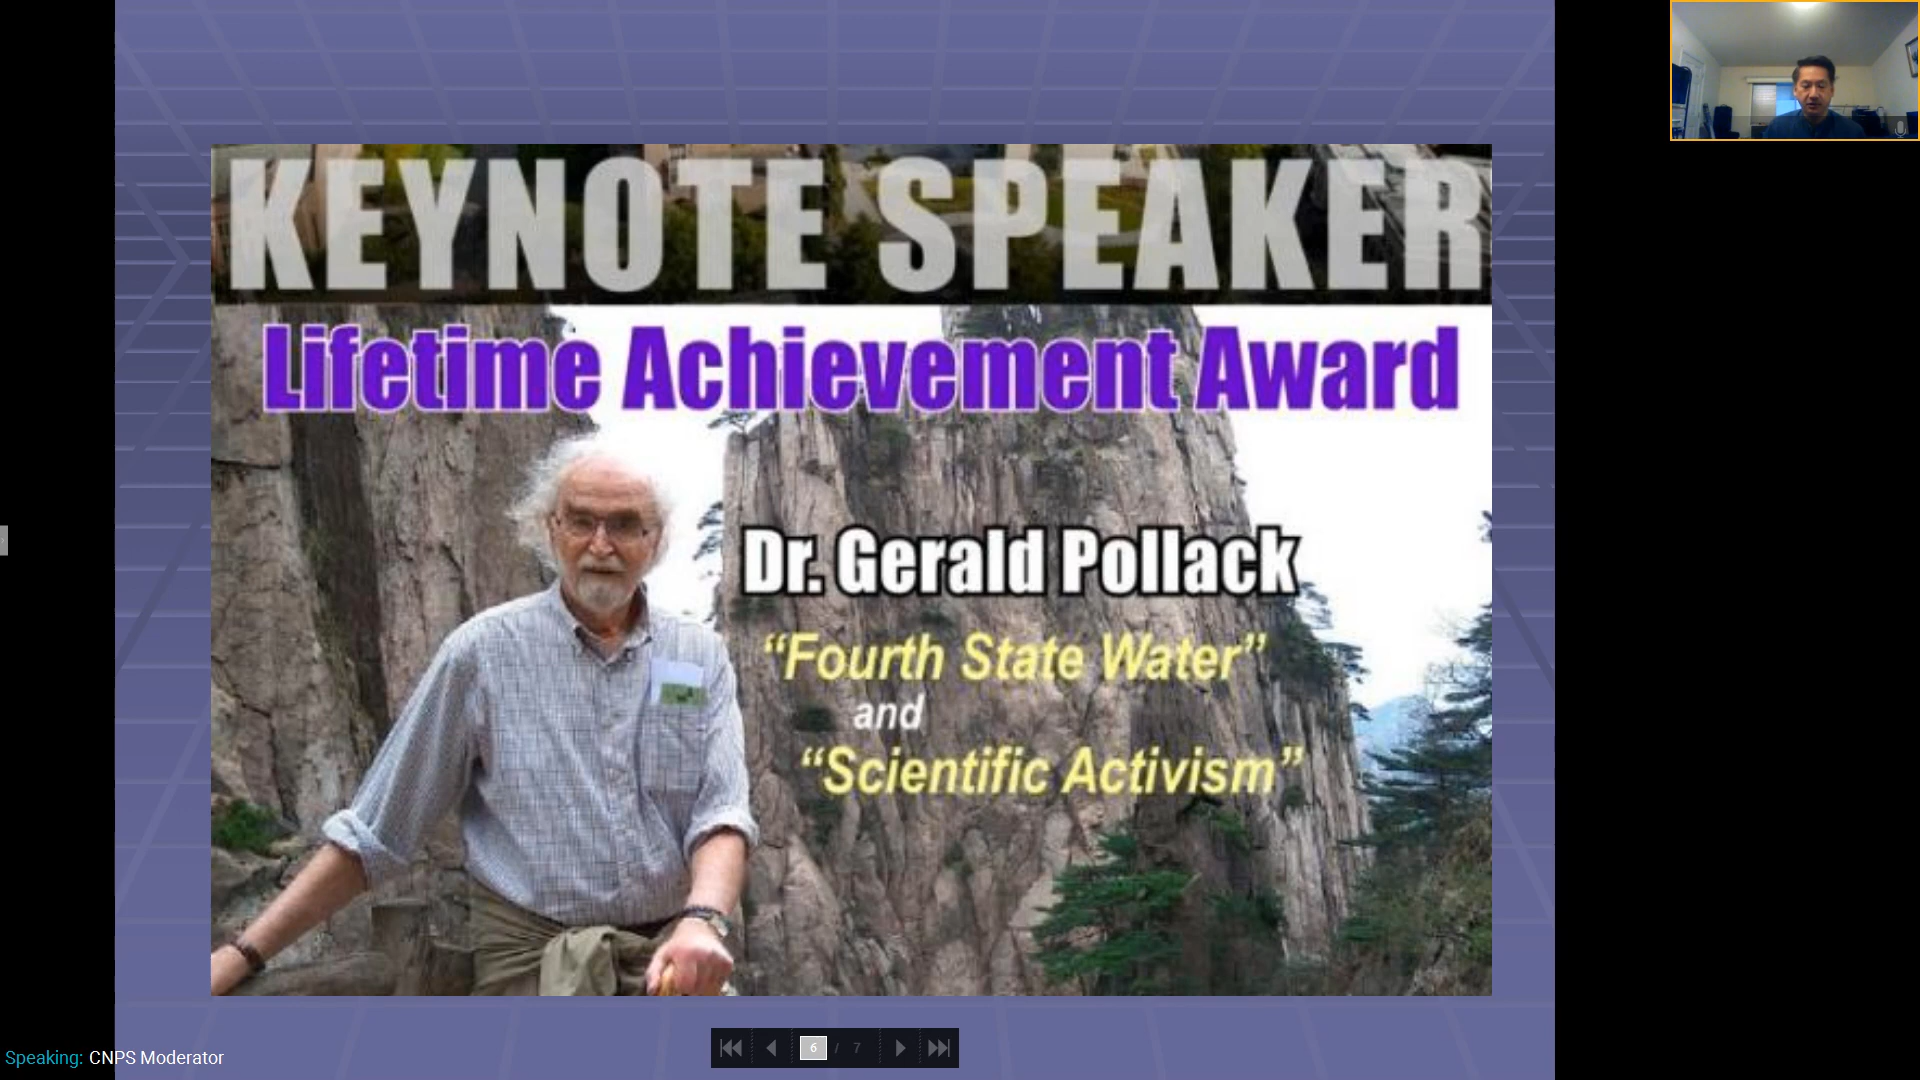 KEYNOTE SPEAKER
Lifetime Achievement Award
Dr. Gerald Pollack
“Fourth State Water”
and
“Scientific Activism”
6 / 7
Speaking: CNPS Moderator